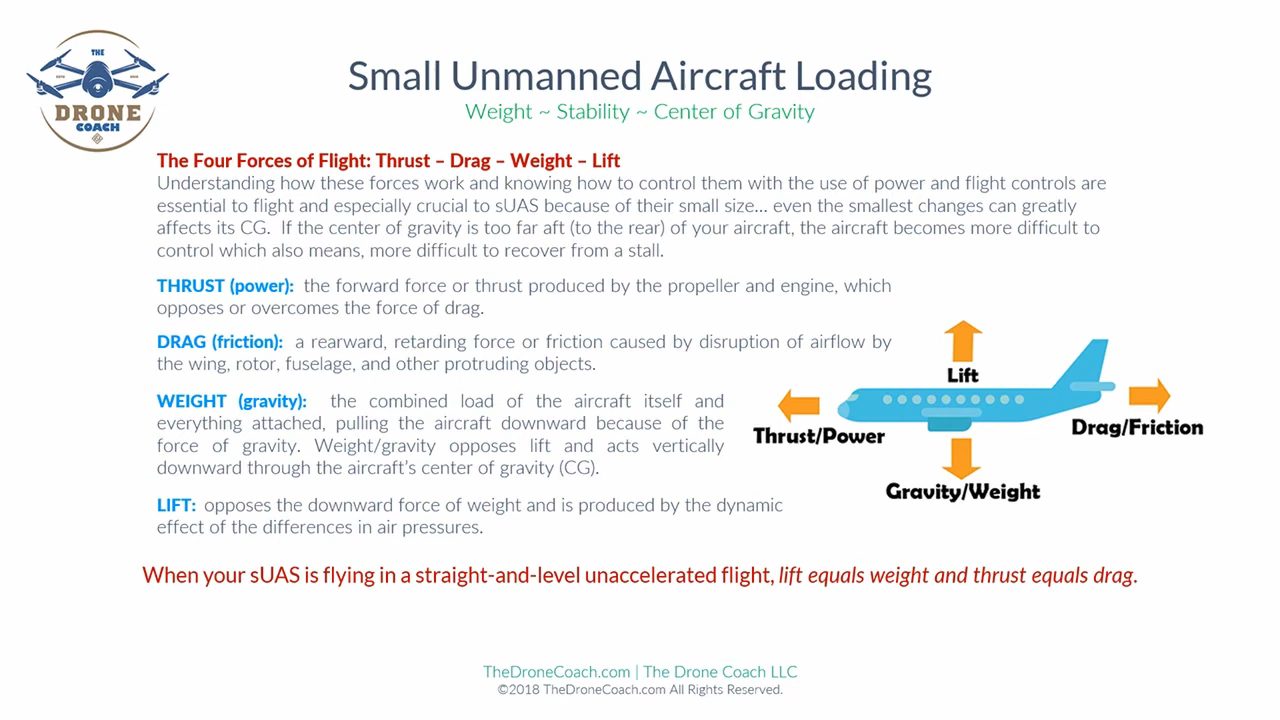 THE
DRONE
COACH
Small Unmanned Aircraft Loading
Weight ~ Stability ~ Center of Gravity
The Four Forces of Flight: Thrust – Drag – Weight – Lift
Understanding how these forces work and knowing how to control them with the use of power and flight controls are
essential to flight and especially crucial to sUAS because of their small size... even the smallest changes can greatly
affects its CG. If the center of gravity is too far aft (to the rear) of your aircraft, the aircraft becomes more difficult to
control which also means, more difficult to recover from a stall.
THRUST (power): the forward force or thrust produced by the propeller and engine, which
opposes or overcomes the force of drag.
DRAG (friction): a rearward, retarding force or friction caused by disruption of airflow by
the wing, rotor, fuselage, and other protruding objects.
WEIGHT (gravity): the combined load of the aircraft itself and
everything attached, pulling the aircraft downward because of the
force of gravity. Weight/gravity opposes lift and acts vertically
downward through the aircraft's center of gravity (CG).
LIFT: opposes the downward force of weight and is produced by the dynamic
effect of the differences in air pressures.
Lift
Thrust/Power
Drag/Friction
Gravity/Weight
When your sUAS is flying in a straight-and-level unaccelerated flight, lift equals weight and thrust equals drag.
TheDroneCoach.com | The Drone Coach LLC
©2018 TheDroneCoach.com All Rights Reserved.